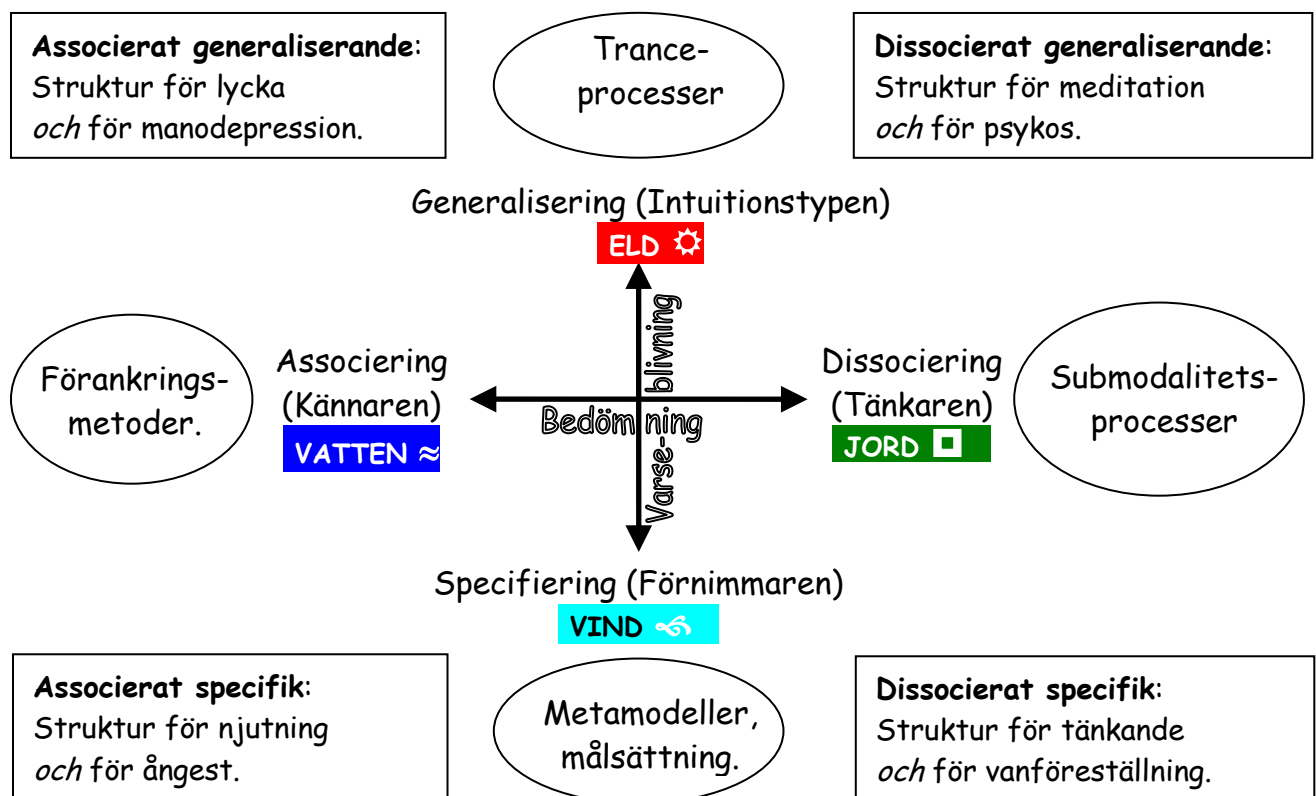 Associerat generaliserande:
Struktur för lycka
och för manodepression.
Trance-
processer
Dissocierat generaliserande:
Struktur för meditation
och för psykos.
Generalisering (Intuitionstypen)
ELD
Förankrings-
metoder.
Associering
(Kännaren)
VATTEN ≈
Bedömning
Varse-blivning
Dissociering
(Tänkaren)
JORD
Submodalitets-
processer
Specifiering (Förnimmaren)
VIND
Associerat specifik:
Struktur för njutning
och för ångest.
Metamodeller,
målsättning.
Dissocierat specifik:
Struktur för tänkande
och för vanföreställning.